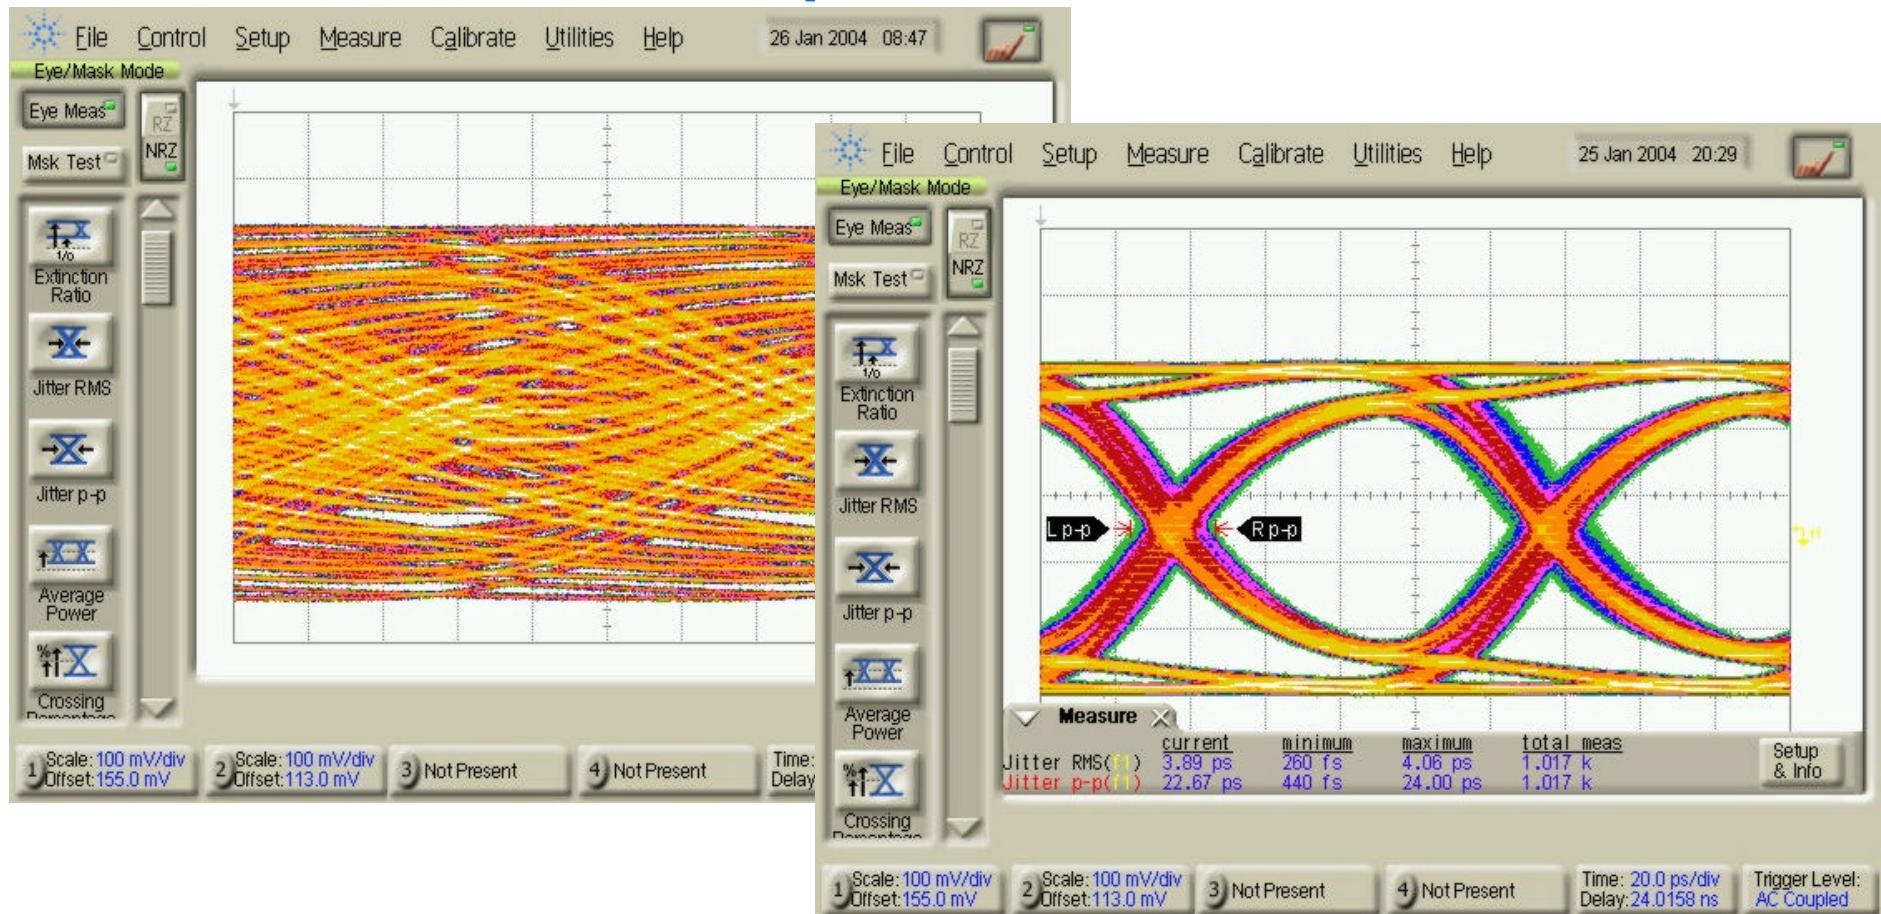 File Control Setup Measure Calibrate Utilities Help 26 Jan 2004 08:47
Eye/Mask Mode
Eye Meas
RZ
NRZ
Msk Test
1/0
Extinction
Ratio
Jitter RMS
Jitter p-p
Average
Power
%
Crossing
Percentage
1 Scale: 100 mV/div
Offset: 155.0 mV
2 Scale: 100 mV/div
Offset: 113.0 mV
3 Not Present
4 Not Present
Time:
Delay
File Control Setup Measure Calibrate Utilities Help 25 Jan 2004 20:29
Eye/Mask Mode
Eye Meas
RZ
NRZ
Msk Test
1/0
Extinction
Ratio
Jitter RMS
Jitter p-p
Average
Power
%
Crossing
Percentage
L p-p
R p-p
Measure
current minimum maximum total meas
Jitter RMS(f1) 3.89 ps 260 fs 4.06 ps 1.017 k
Jitter p-p(f1) 22.67 ps 440 fs 24.00 ps 1.017 k
Setup
& Info
1 Scale: 100 mV/div
Offset: 155.0 mV
2 Scale: 100 mV/div
Offset: 113.0 mV
3 Not Present
4 Not Present
Time: 20.0 ps/div
Delay: 24.0158 ns
Trigger Level:
AC Coupled